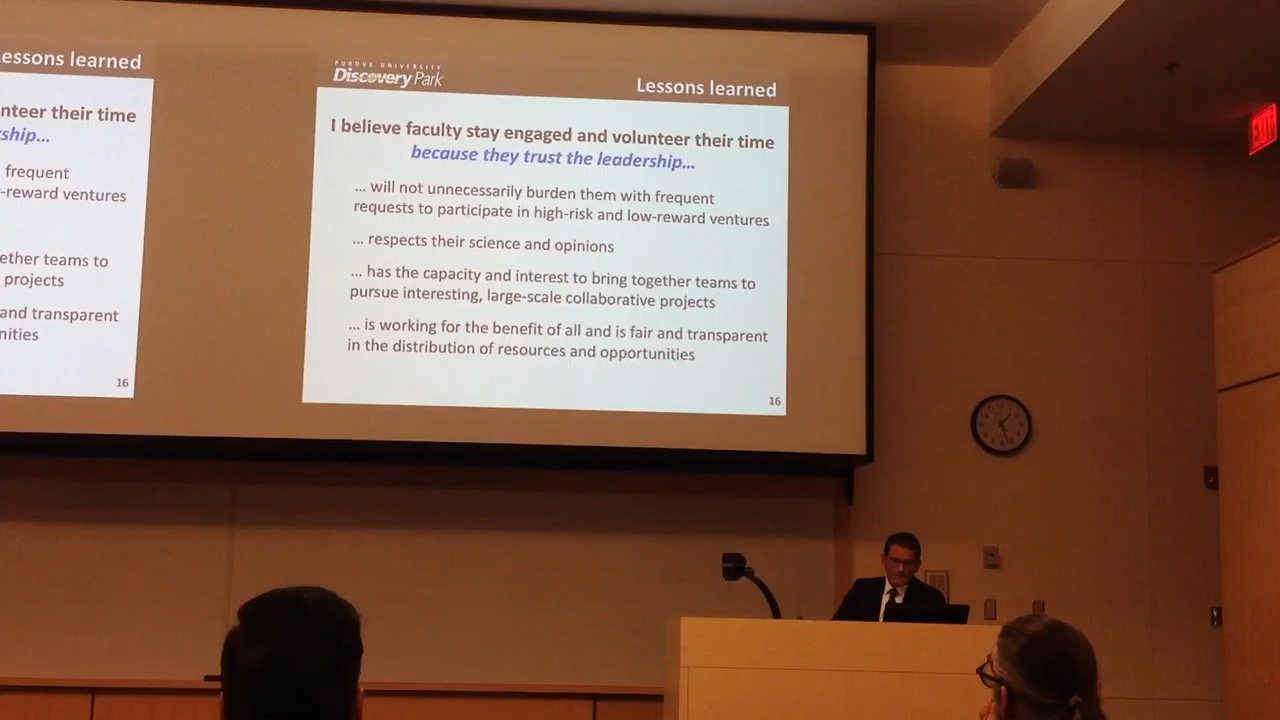 essons learned
nteer their time
ship...
frequent
-reward ventures
ether teams to
projects
and transparent
nities
16
PURDUE UNIVERSITY
Discovery Park
Lessons learned
I believe faculty stay engaged and volunteer their time
because they trust the leadership...
... will not unnecessarily burden them with frequent
requests to participate in high-risk and low-reward ventures
... respects their science and opinions
... has the capacity and interest to bring together teams to
pursue interesting, large-scale collaborative projects
... is working for the benefit of all and is fair and transparent
in the distribution of resources and opportunities
16
EXIT